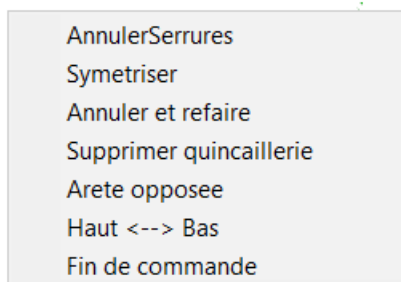 AnnulerSerrures
Symetriser
Annuler et refaire
Supprimer quincaillerie
Arete opposee
Haut <--> Bas
Fin de commande